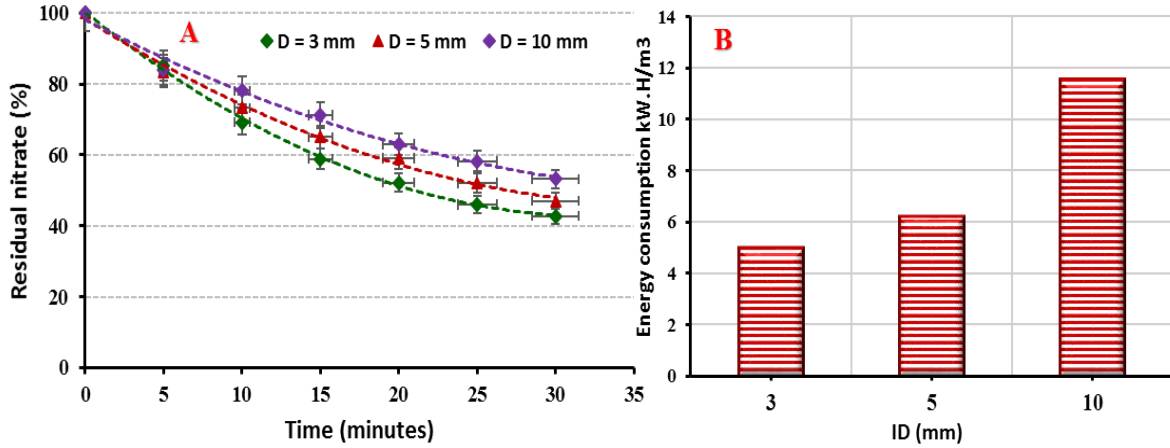 A
D = 3 mm D = 5 mm D = 10 mm
Residual nitrate (%)
100
80
60
40
20
0
0 5 10 15 20 25 30 35
Time (minutes)
B
Energy consumption kW.H/m3
14
12
10
8
6
4
2
0
3 5 10
ID (mm)